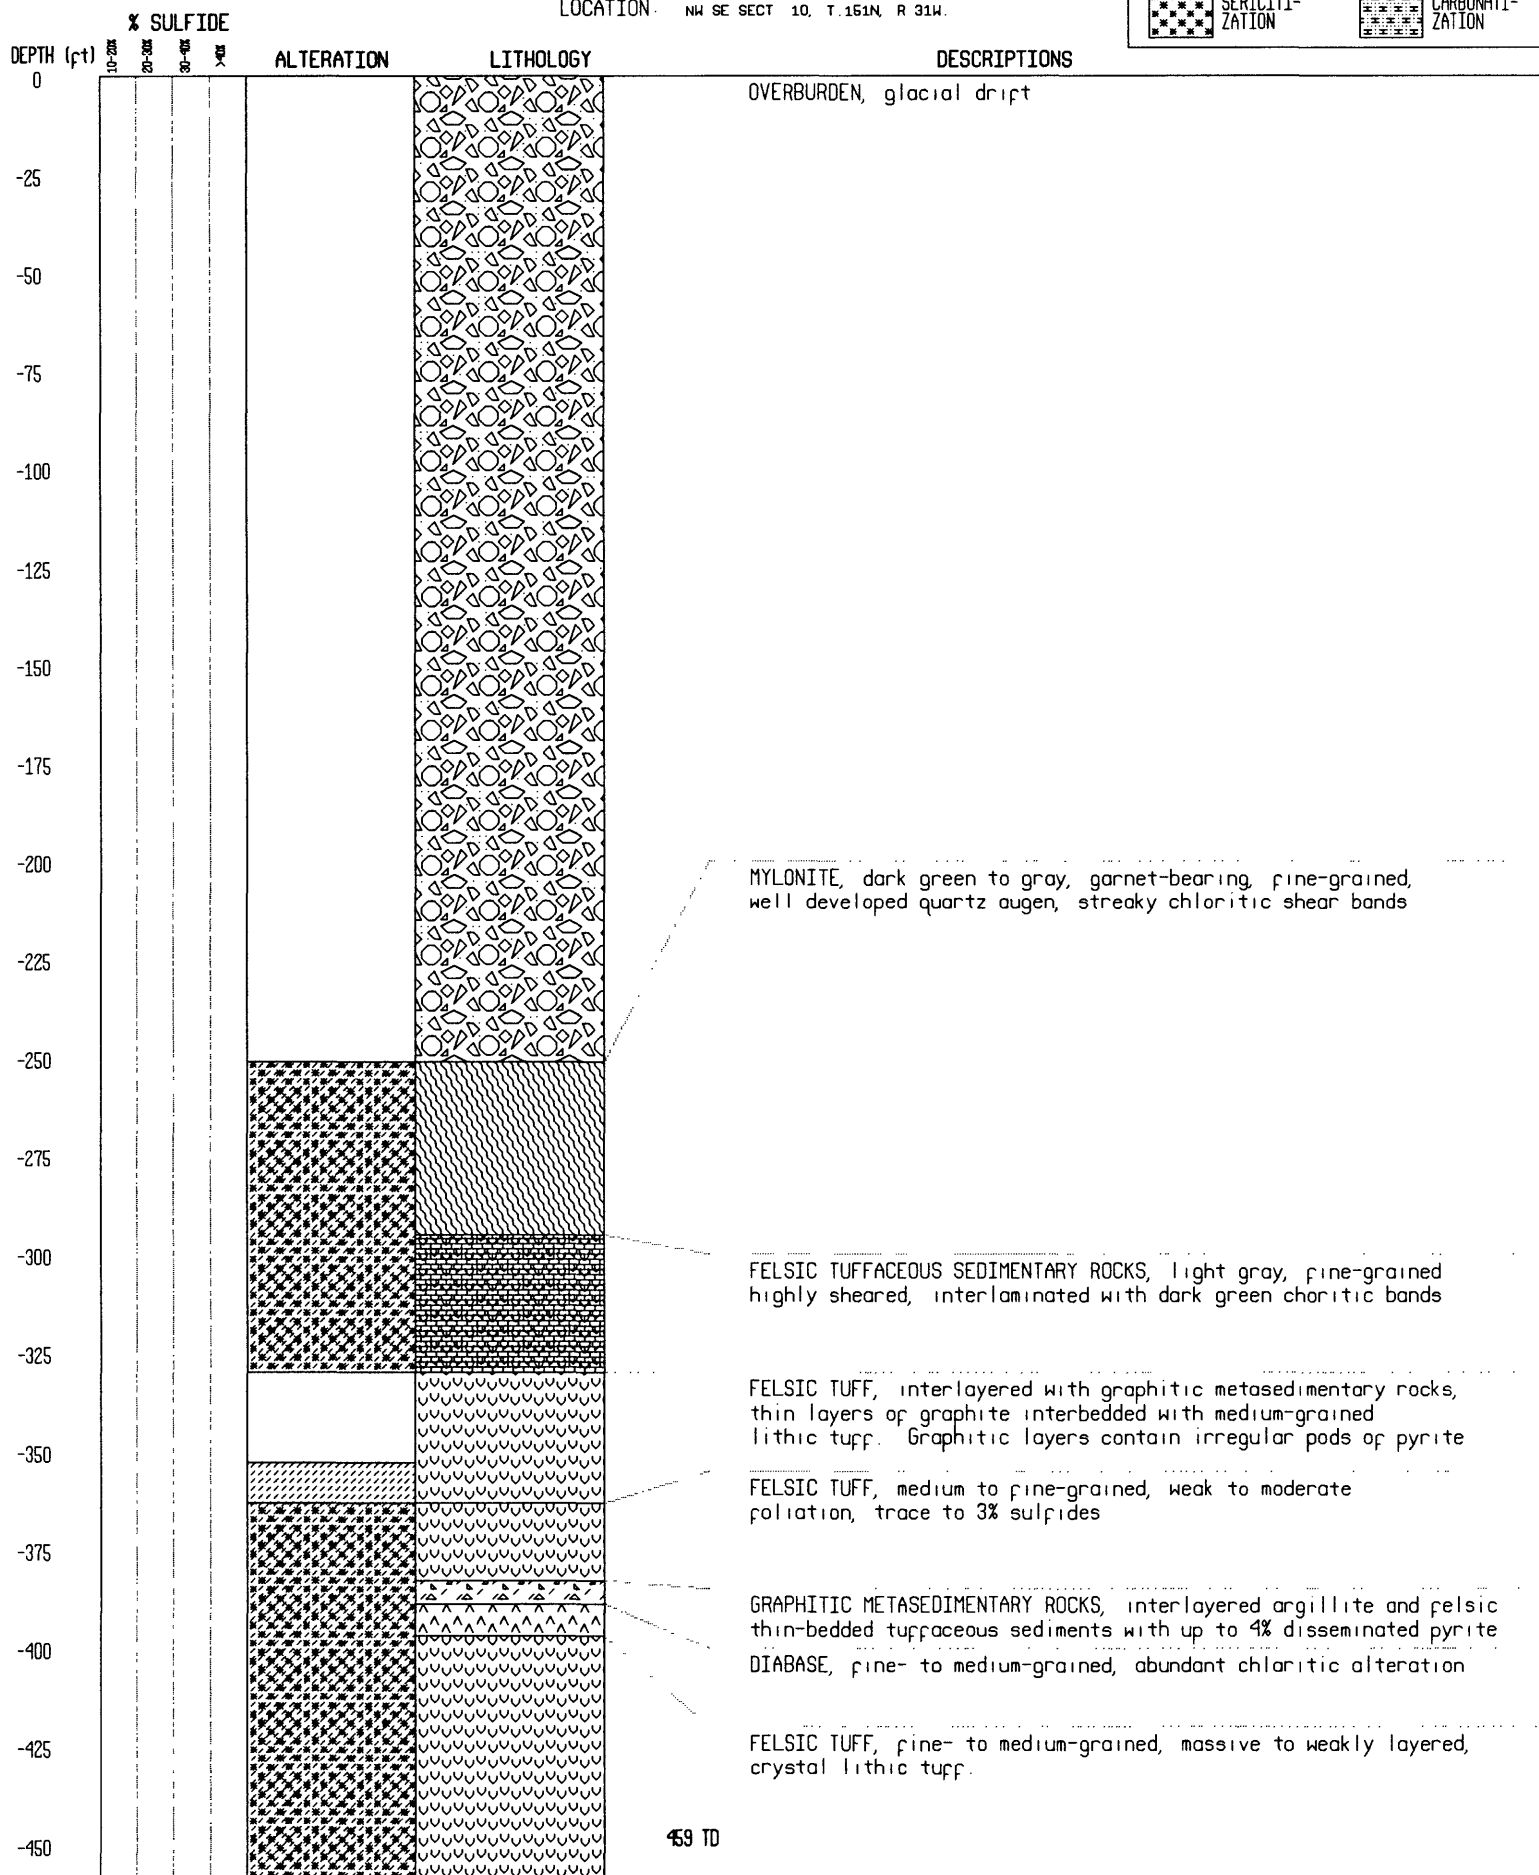 LOCATION. NW SE SECT 10, T.151N, R 31W.
SERICITI-
ZATION
CARBONATI-
ZATION
% SULFIDE
DEPTH (ft)
10-20%
20-30%
30-40%
>40%
ALTERATION
LITHOLOGY
DESCRIPTIONS
0
OVERBURDEN, glacial drift
-25
-50
-75
-100
-125
-150
-175
-200
MYLONITE, dark green to gray, garnet-bearing, fine-grained,
well developed quartz augen, streaky chloritic shear bands
-225
-250
-275
-300
FELSIC TUFFACEOUS SEDIMENTARY ROCKS, light gray, fine-grained
highly sheared, interlaminated with dark green choritic bands
-325
FELSIC TUFF, interlayered with graphitic metasedimentary rocks,
thin layers of graphite interbedded with medium-grained
lithic tuff. Graphitic layers contain irregular pods of pyrite
-350
FELSIC TUFF, medium to fine-grained, weak to moderate
foliation, trace to 3% sulfides
-375
GRAPHITIC METASEDIMENTARY ROCKS, interlayered argillite and felsic
thin-bedded tuffaceous sediments with up to 4% disseminated pyrite
-400
DIABASE, fine- to medium-grained, abundant chloritic alteration
-425
FELSIC TUFF, fine- to medium-grained, massive to weakly layered,
crystal lithic tuff.
459 TD
-450